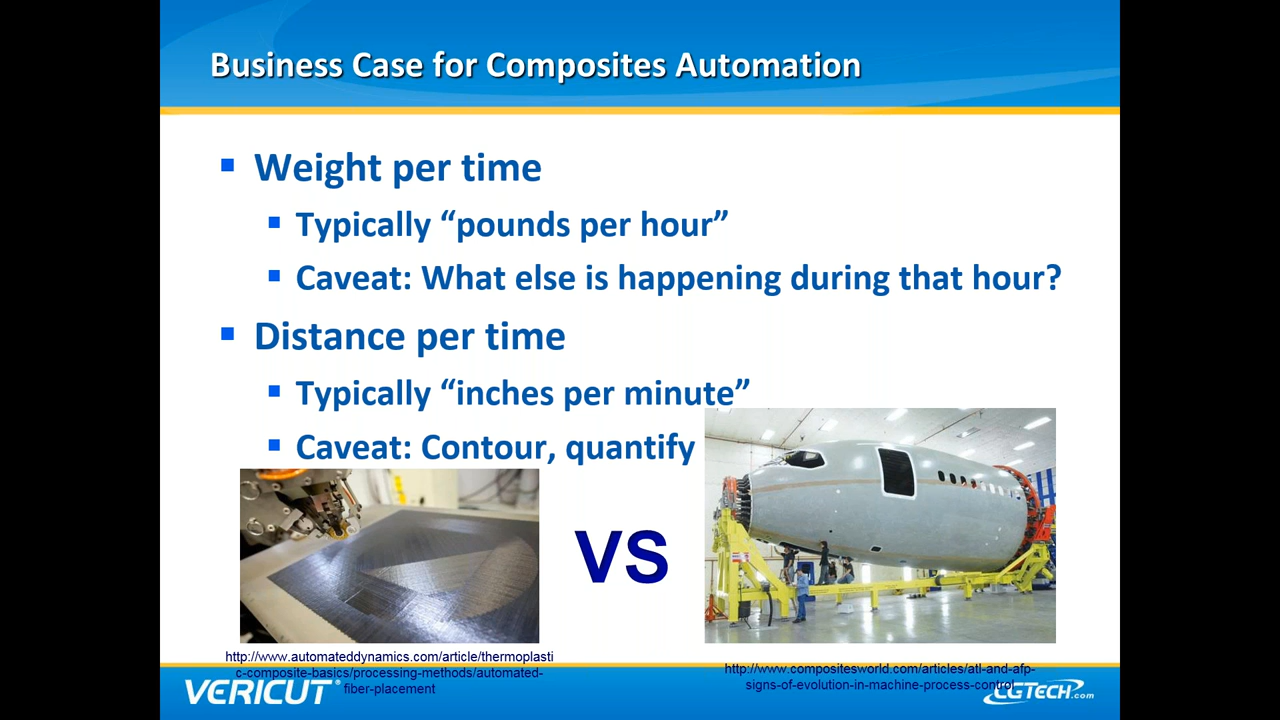 Business Case for Composites Automation
Weight per time
Typically “pounds per hour”
Caveat: What else is happening during that hour?
Distance per time
Typically “inches per minute”
Caveat: Contour, quantify
VS
http://www.automateddynamics.com/article/thermoplasti
c-composite-basics/processing-methods/automated-
fiber-placement
http://www.compositesworld.com/articles/atl-and-afp-
signs-of-evolution-in-machine-process-control
VERICUT®
CGTECH.com